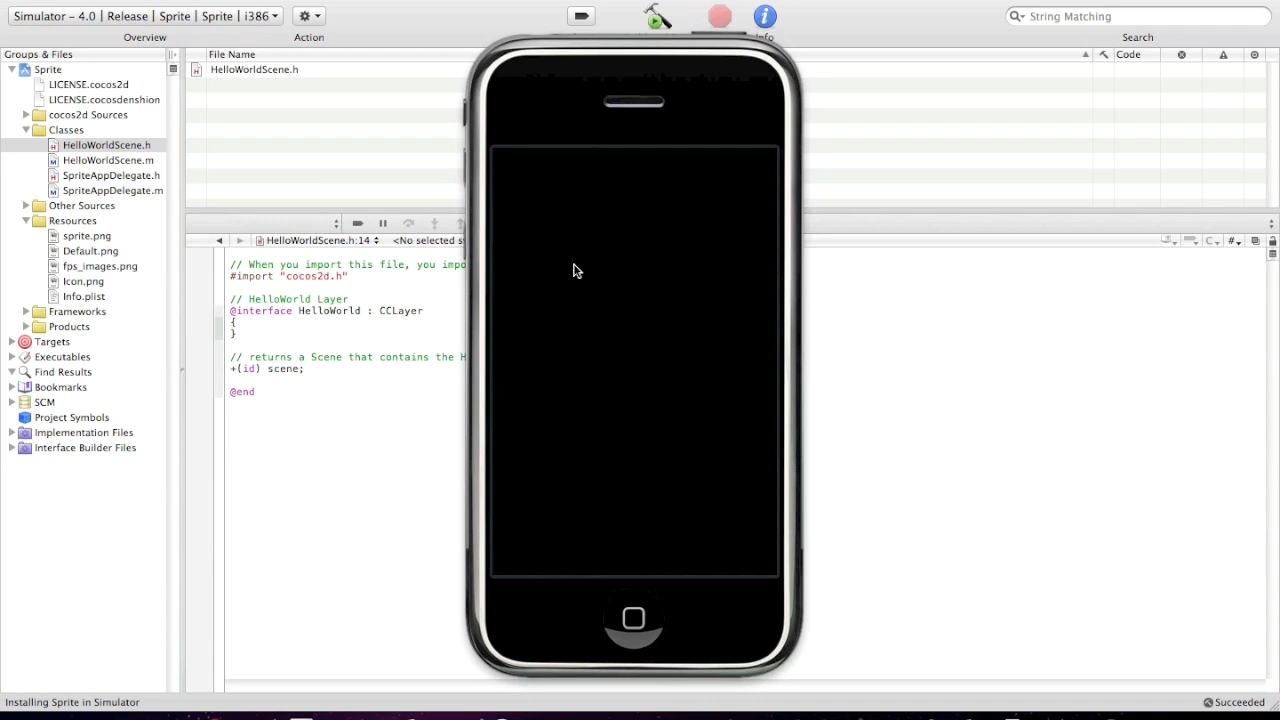 Simulator - 4.0 | Release | Sprite | Sprite | i386
String Matching
Overview
Action
Info
Search
Groups & Files
File Name
Code
Sprite
HelloWorldScene.h
LICENSE.cocos2d
LICENSE.cocosdenshion
cocos2d Sources
Classes
HelloWorldScene.h
HelloWorldScene.m
SpriteAppDelegate.h
SpriteAppDelegate.m
Other Sources
Resources
sprite.png
Default.png
fps_images.png
Icon.png
Info.plist
Frameworks
Products
Targets
Executables
Find Results
Bookmarks
SCM
Project Symbols
Implementation Files
Interface Builder Files
HelloWorldScene.h:14
<No selected
// When you import this file, you
#import "cocos2d.h"
// HelloWorld Layer
@interface HelloWorld : CCLayer
{
}
// returns a Scene that contains the
+(id) scene;
@end
Installing Sprite in Simulator
Succeeded